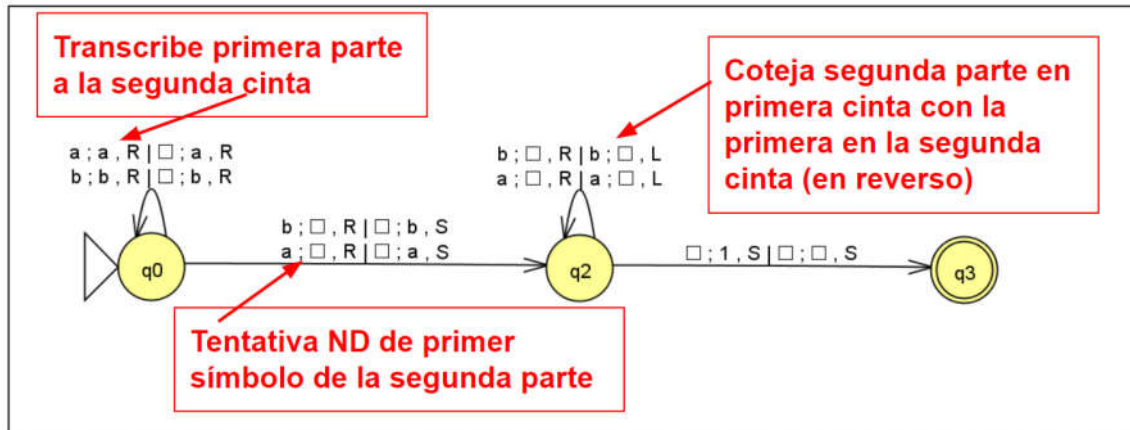 Transcribe primera parte
a la segunda cinta
Coteja segunda parte en
primera cinta con la
primera en la segunda
cinta (en reverso)
a ; a , R | □ ; a , R
b ; b , R | □ ; b , R
b ; □ , R | b ; □ , L
a ; □ , R | a ; □ , L
b ; □ , R | □ ; b , S
a ; □ , R | □ ; a , S
□ ; 1 , S | □ ; □ , S
q0
q2
q3
Tentativa ND de primer
símbolo de la segunda parte